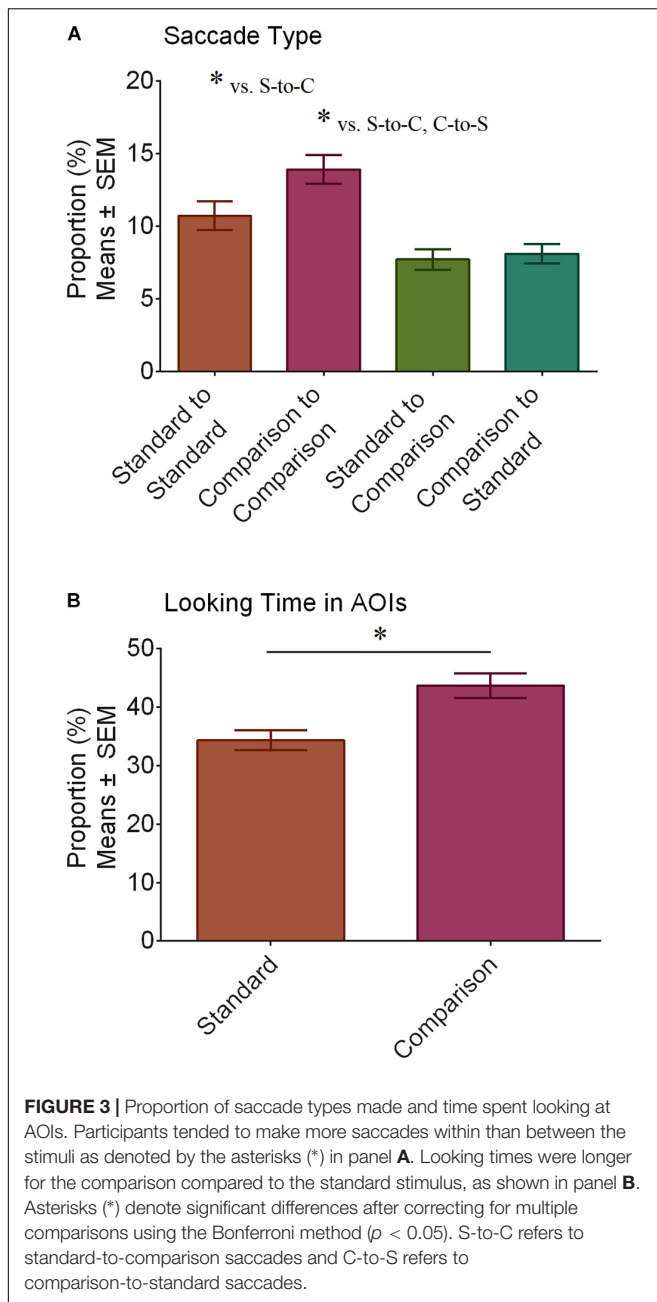 A Saccade Type
20
15
10
5
0
Proportion (%)
Means ± SEM
* vs. S-to-C
* vs. S-to-C, C-to-S
Standard to
Standard
Comparison to
Comparison
Standard to
Comparison
Comparison to
Standard
B Looking Time in AOIs
50
40
30
20
10
0
Proportion (%)
Means ± SEM
*
Standard
Comparison
FIGURE 3 | Proportion of saccade types made and time spent looking at
AOIs. Participants tended to make more saccades within than between the
stimuli as denoted by the asterisks (*) in panel A. Looking times were longer
for the comparison compared to the standard stimulus, as shown in panel B.
Asterisks (*) denote significant differences after correcting for multiple
comparisons using the Bonferroni method (p < 0.05). S-to-C refers to
standard-to-comparison saccades and C-to-S refers to
comparison-to-standard saccades.